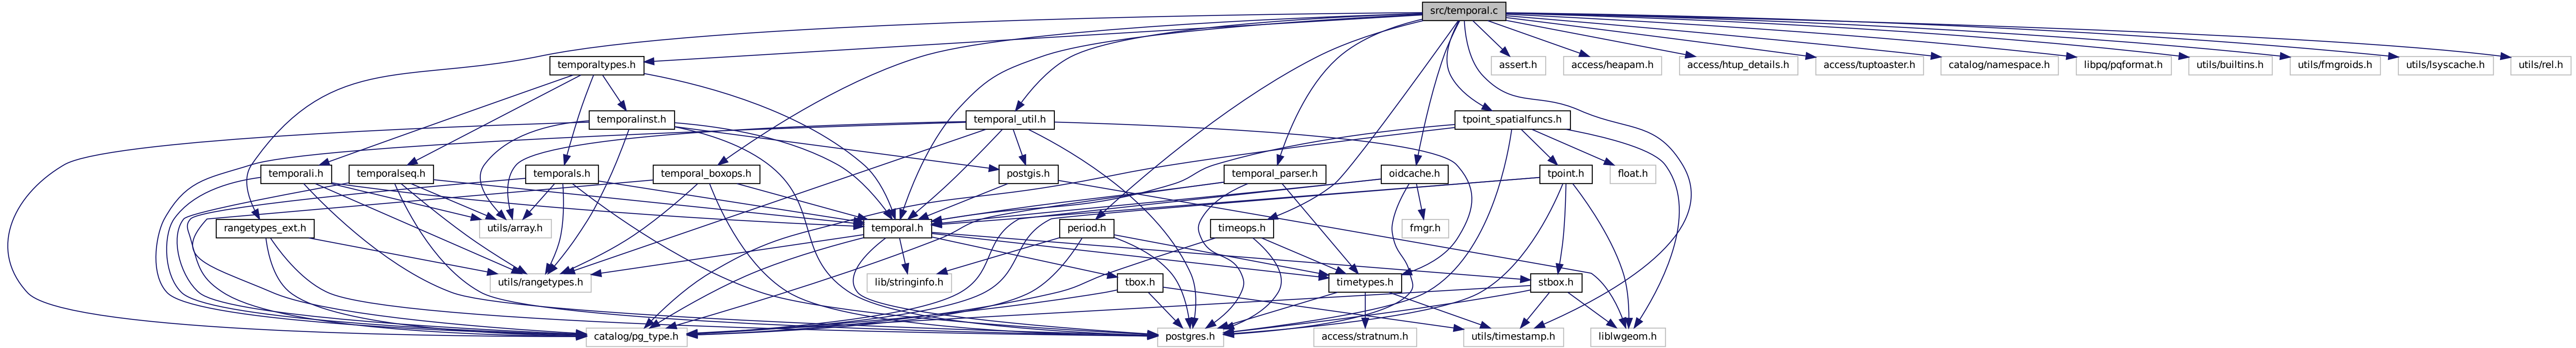 src/temporal.c
temporaltypes.h
assert.h
access/heapam.h
access/htup_details.h
access/tuptoaster.h
catalog/namespace.h
libpq/pqformat.h
utils/builtins.h
utils/fmgroids.h
utils/lsyscache.h
utils/rel.h
temporalinst.h
temporal_util.h
tpoint_spatialfuncs.h
temporali.h
temporalseq.h
temporals.h
temporal_boxops.h
postgis.h
temporal_parser.h
oidcache.h
tpoint.h
float.h
rangetypes_ext.h
utils/array.h
temporal.h
period.h
timeops.h
fmgr.h
utils/rangetypes.h
lib/stringinfo.h
tbox.h
timetypes.h
stbox.h
catalog/pg_type.h
postgres.h
access/stratnum.h
utils/timestamp.h
liblwgeom.h